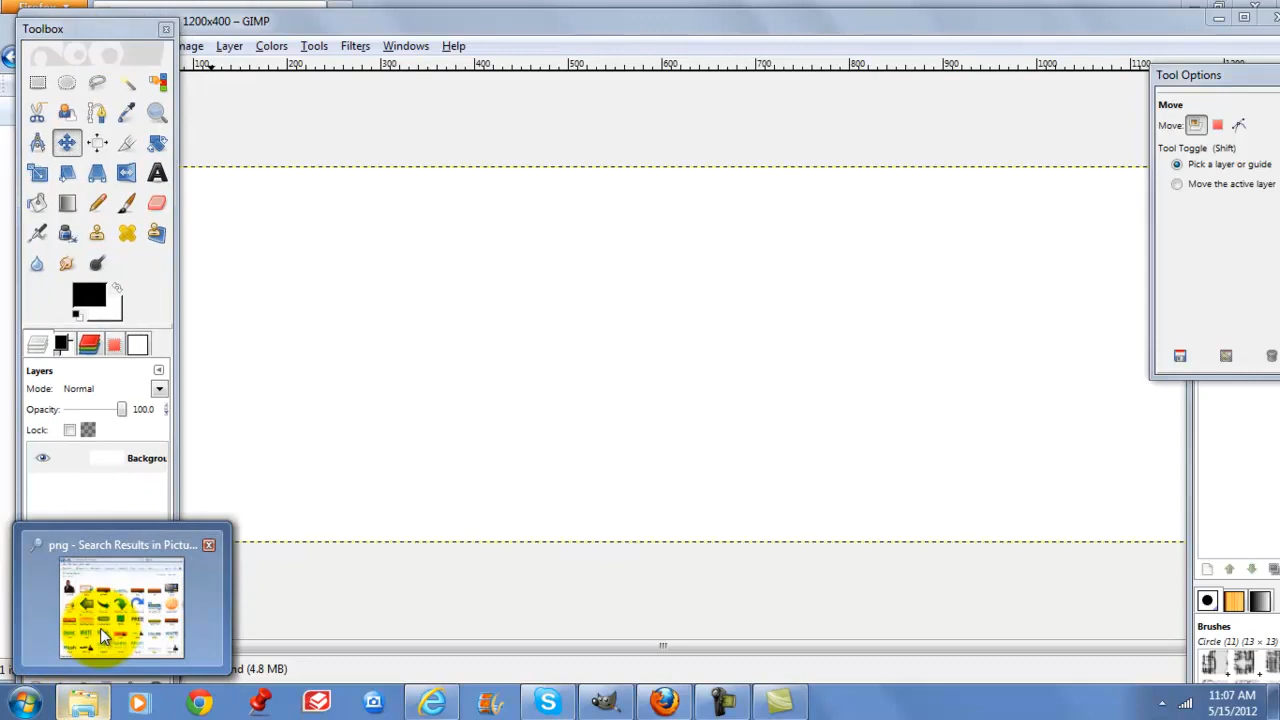 Firefox
1200x400 – GIMP
Toolbox
nage Layer Colors Tools Filters Windows Help
100 200 300 400 500 600 700 800 900 1000 1100 1200
Tool Options
Move
Move:
Tool Toggle (Shift)
Pick a layer or guide
Move the active layer
Layers
Mode: Normal
Opacity: 100.0
Lock:
Backgrou
png - Search Results in Pictu...
Brushes
Circle (11) (13 × 13)
nd (4.8 MB)
11:07 AM
5/15/2012